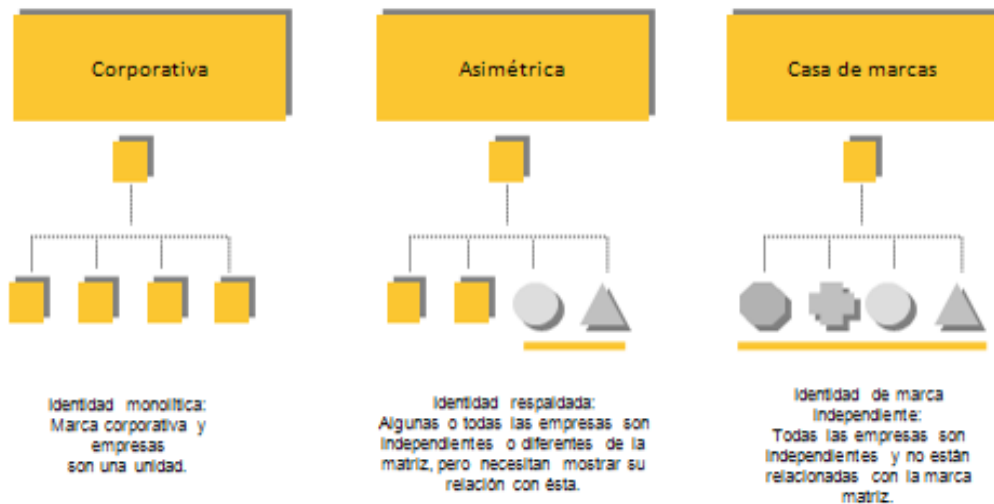 Corporativa
Asimétrica
Casa de marcas
Identidad monolítica:
Marca corporativa y
empresas
son una unidad.
Identidad respaldada:
Algunas o todas las empresas son
Independientes o diferentes de la
matriz, pero necesitan mostrar su
relación con ésta.
Identidad de marca
Independiente:
Todas las empresas son
Independientes y no están
relacionadas con la marca
matriz.